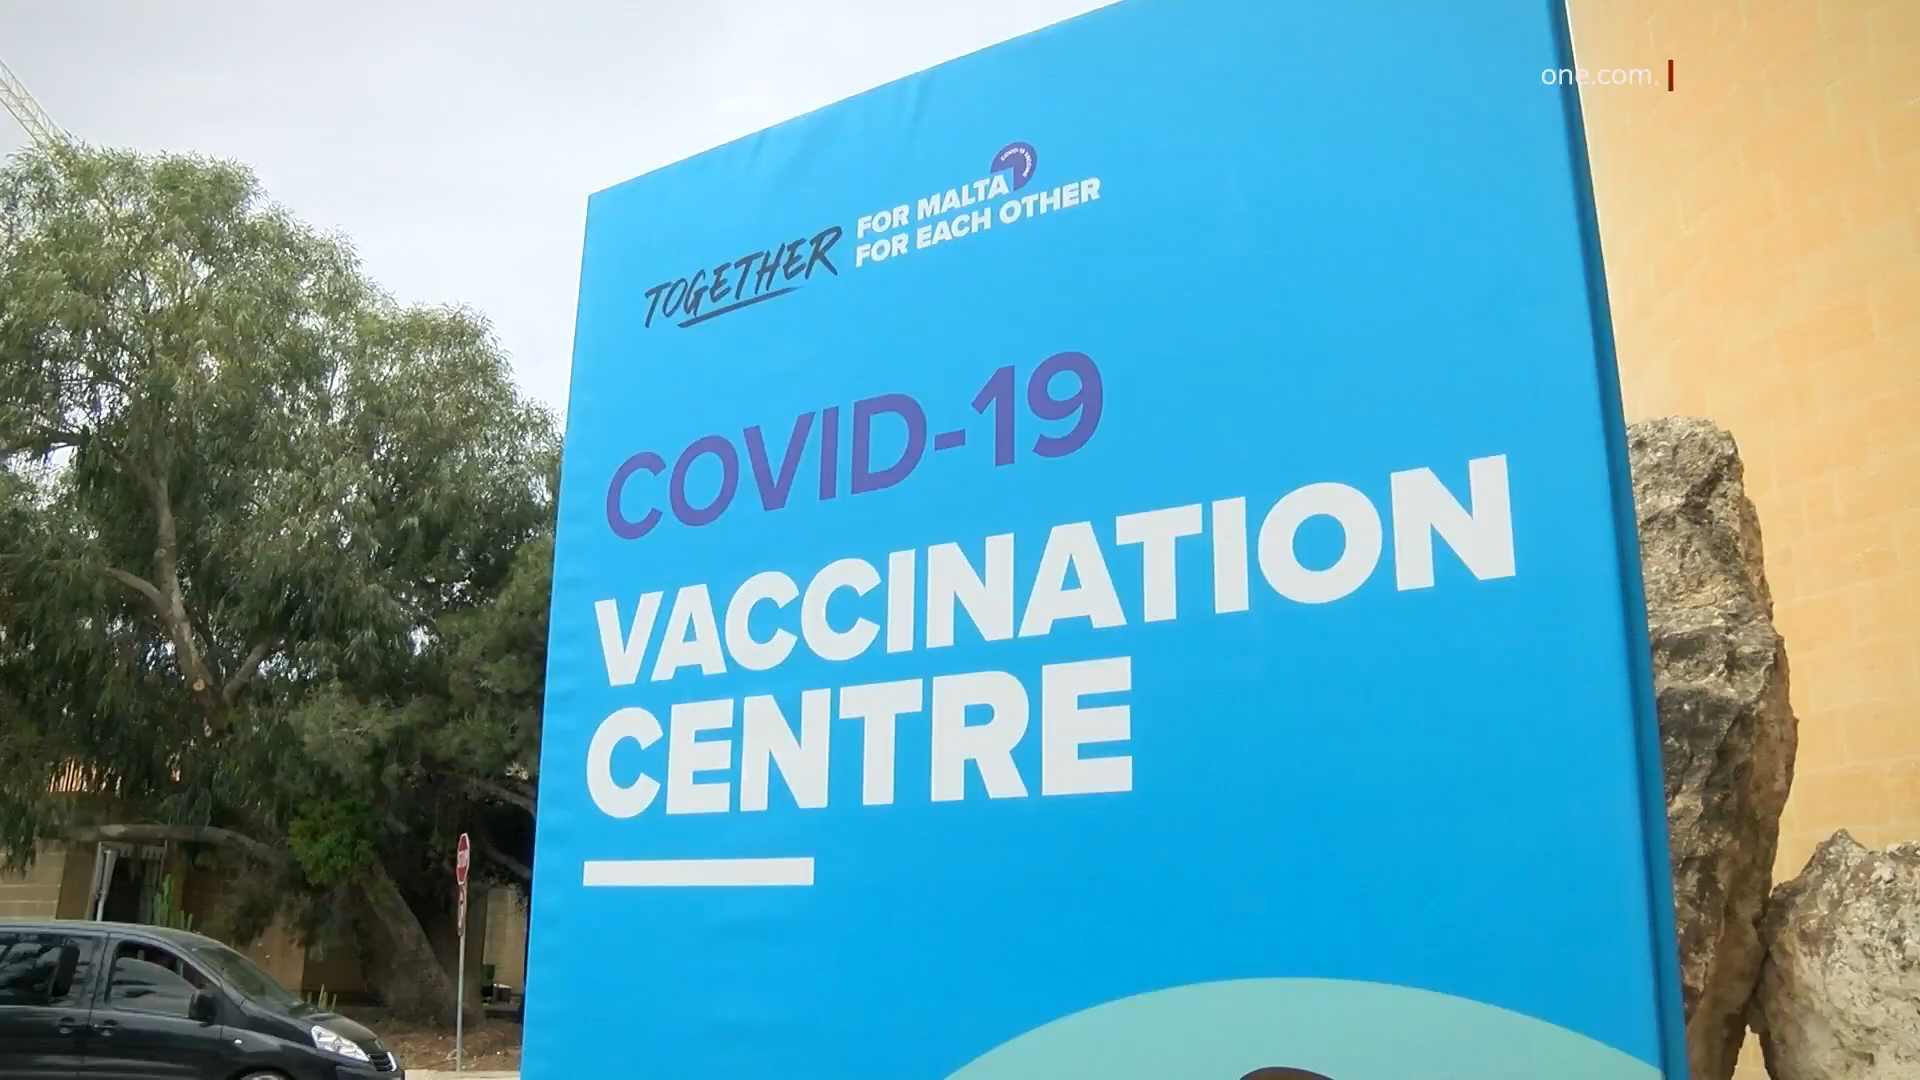 one.com.
TOGETHER
FOR MALTA
FOR EACH OTHER
COVID-19
VACCINATION
CENTRE